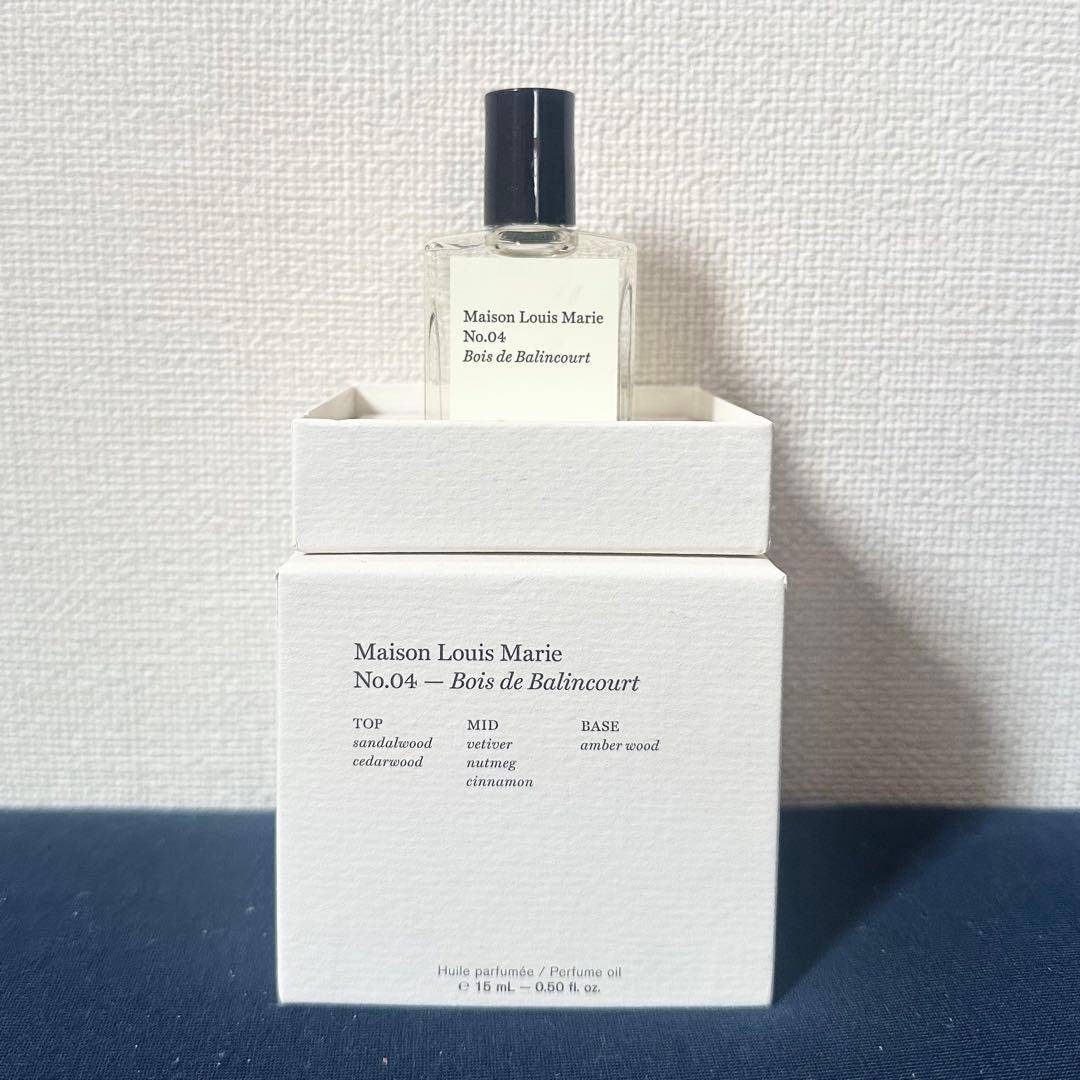 Maison Louis Marie
No.04
Bois de Balincourt
Maison Louis Marie
No.04 — Bois de Balincourt
TOP
sandalwood
cedarwood
MID
vetiver
nutmeg
cinnamon
BASE
amber wood
Huile parfumée / Perfume oil
℮ 15 mL — 0.50 fl. oz.